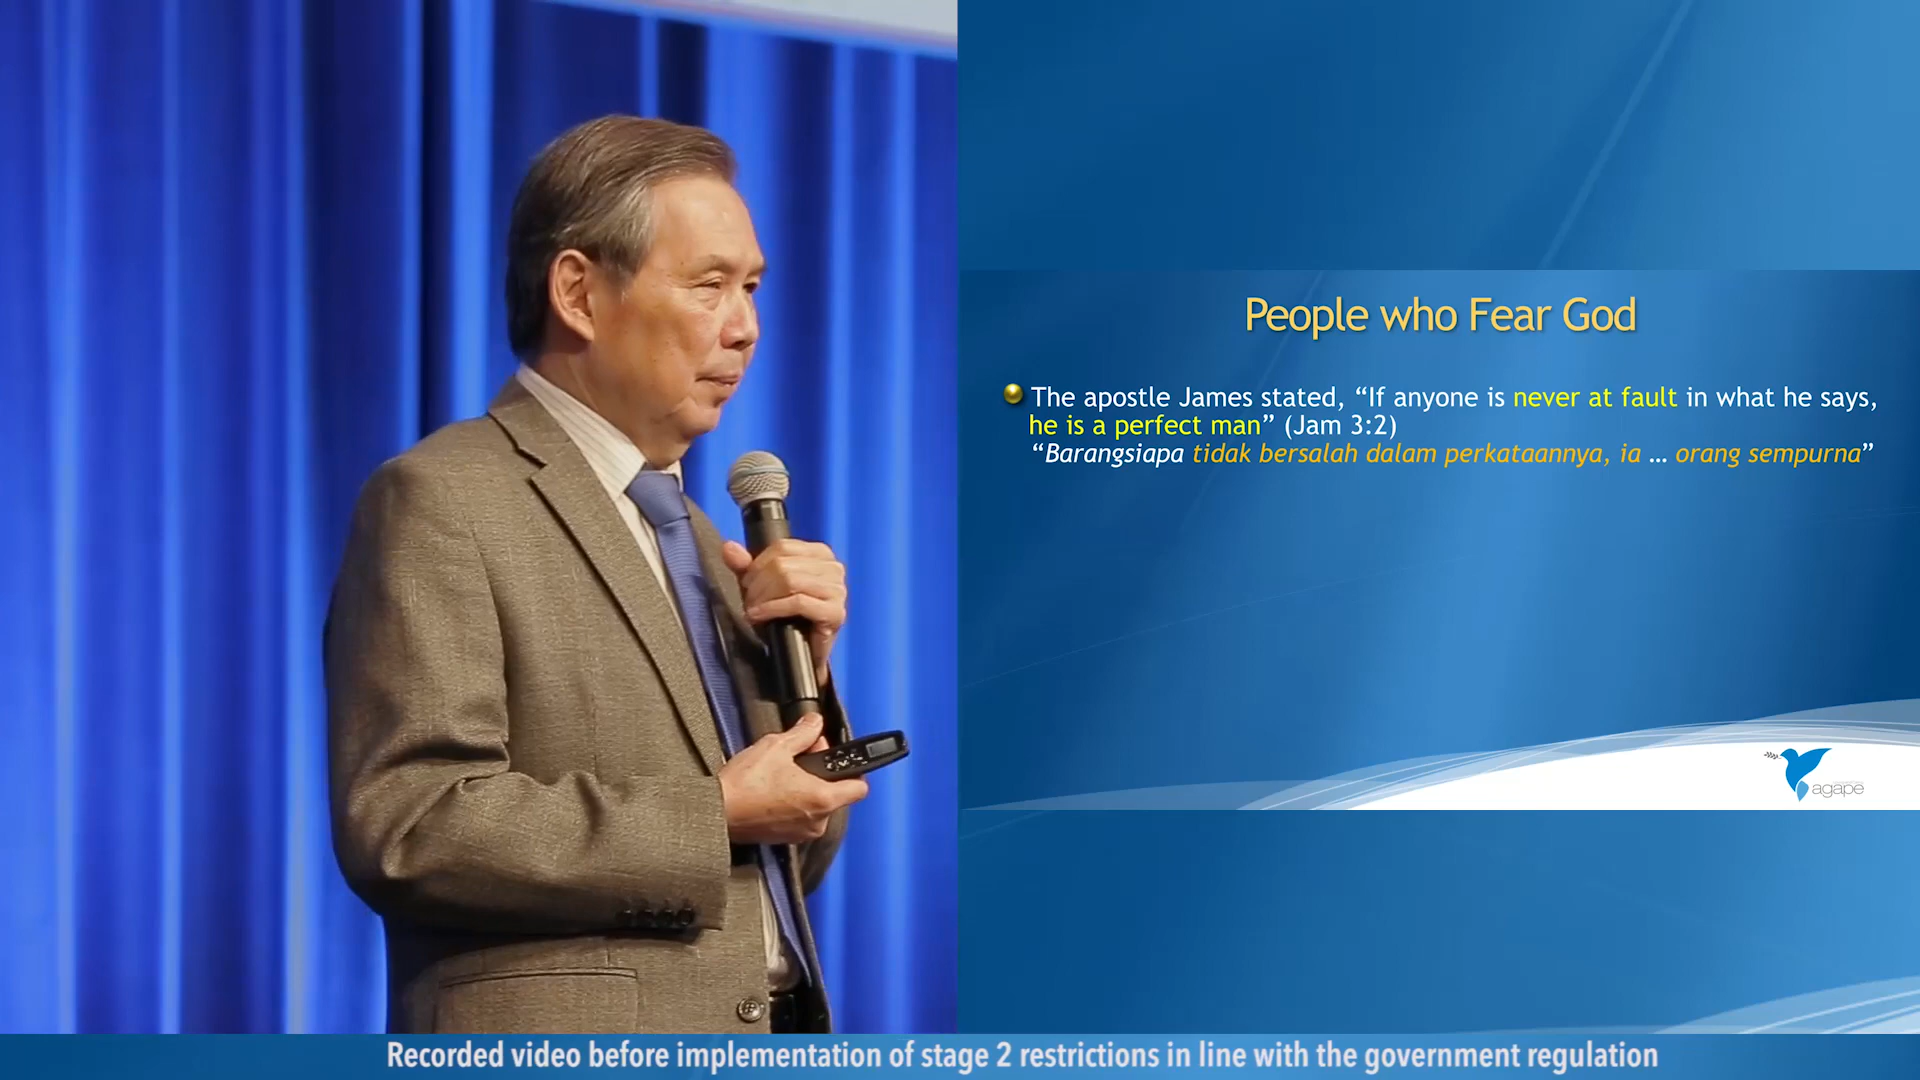 People who Fear God
The apostle James stated, “If anyone is never at fault in what he says,
he is a perfect man” (Jam 3:2)
“Barangsiapa tidak bersalah dalam perkataannya, ia … orang sempurna”
agape
Recorded video before implementation of stage 2 restrictions in line with the government regulation